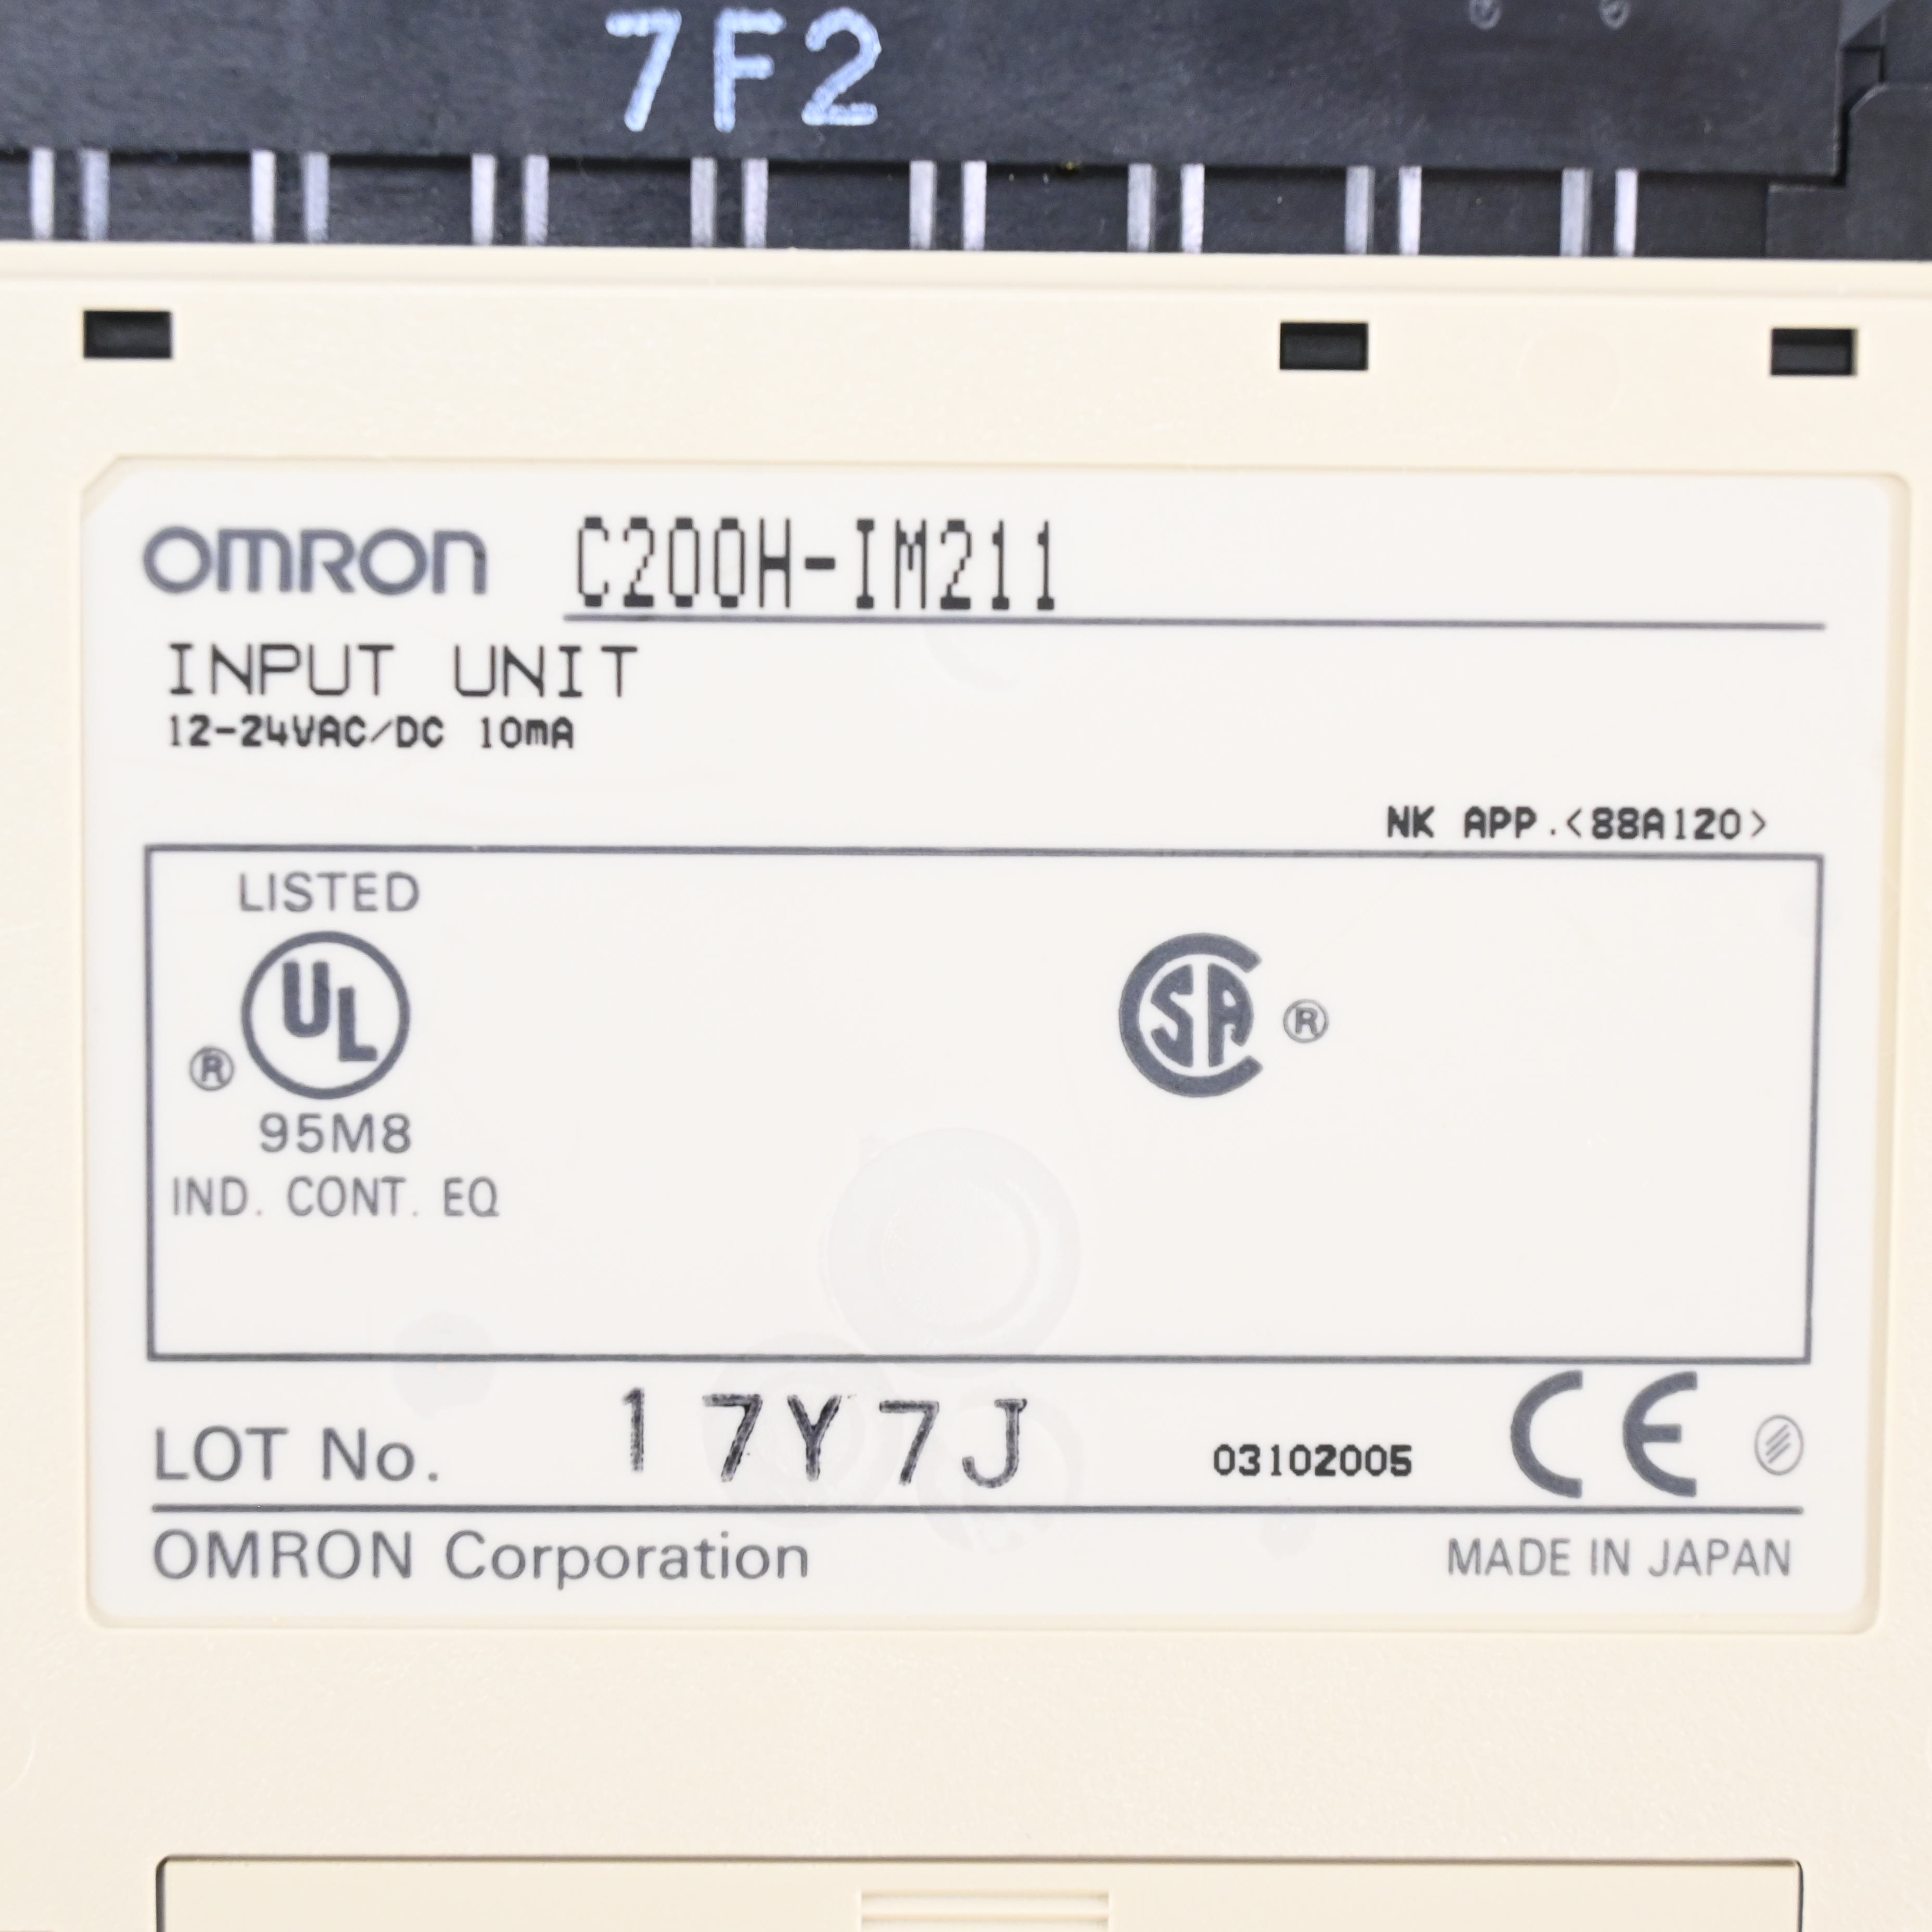 7F2
OMRON C200H-IM211
INPUT UNIT
12-24VAC/DC 10mA
NK APP.<88A120>
LISTED
UL ®
95M8
IND. CONT. EQ
CSA ®
LOT No. 17Y7J 03102005 CE
OMRON Corporation MADE IN JAPAN